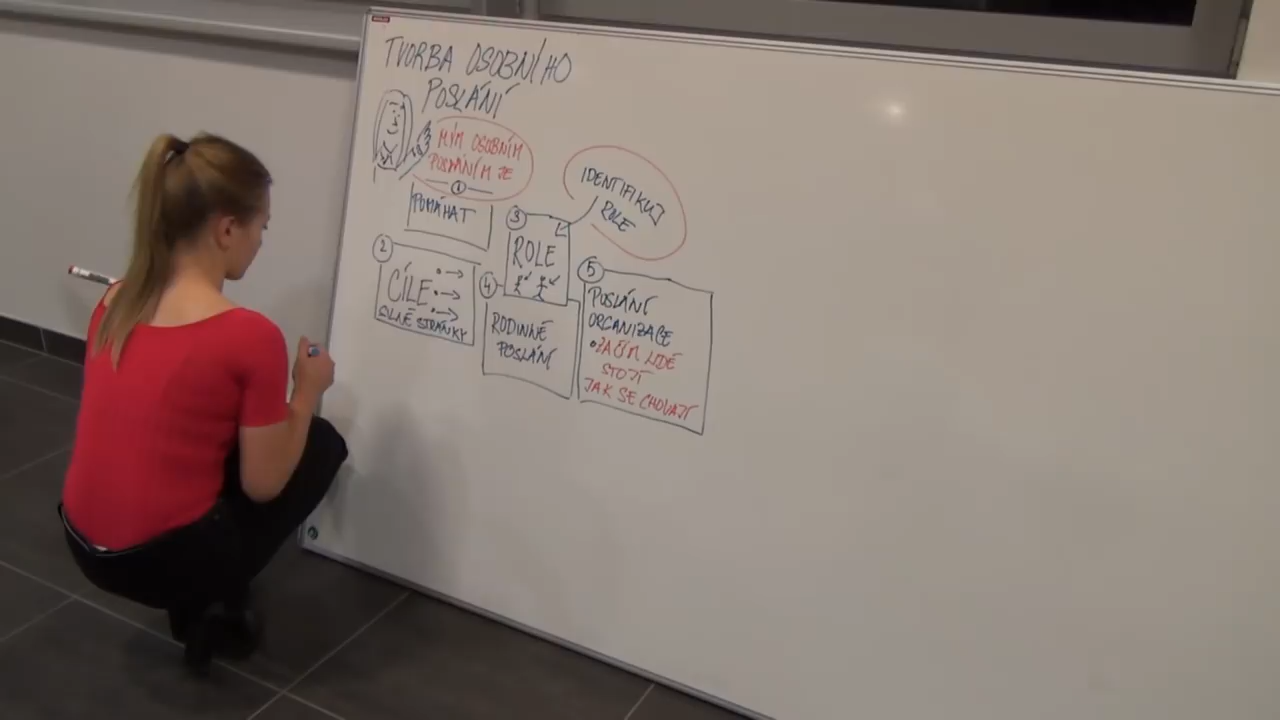 TVORBA OSOBNÍHO
POSLÁNÍ
MÝM OSOBNÍM
POSLÁNÍM JE
1
POMÁHAT
2
CÍLE
SILNÉ STRÁNKY
3
ROLE
IDENTIFIKUJ
ROLE
4
RODINNÉ
POSLÁNÍ
5
POSLÁNÍ
ORGANIZACE
• ZA ČÍM LIDÉ
STOJÍ
JAK SE CHOVAJÍ